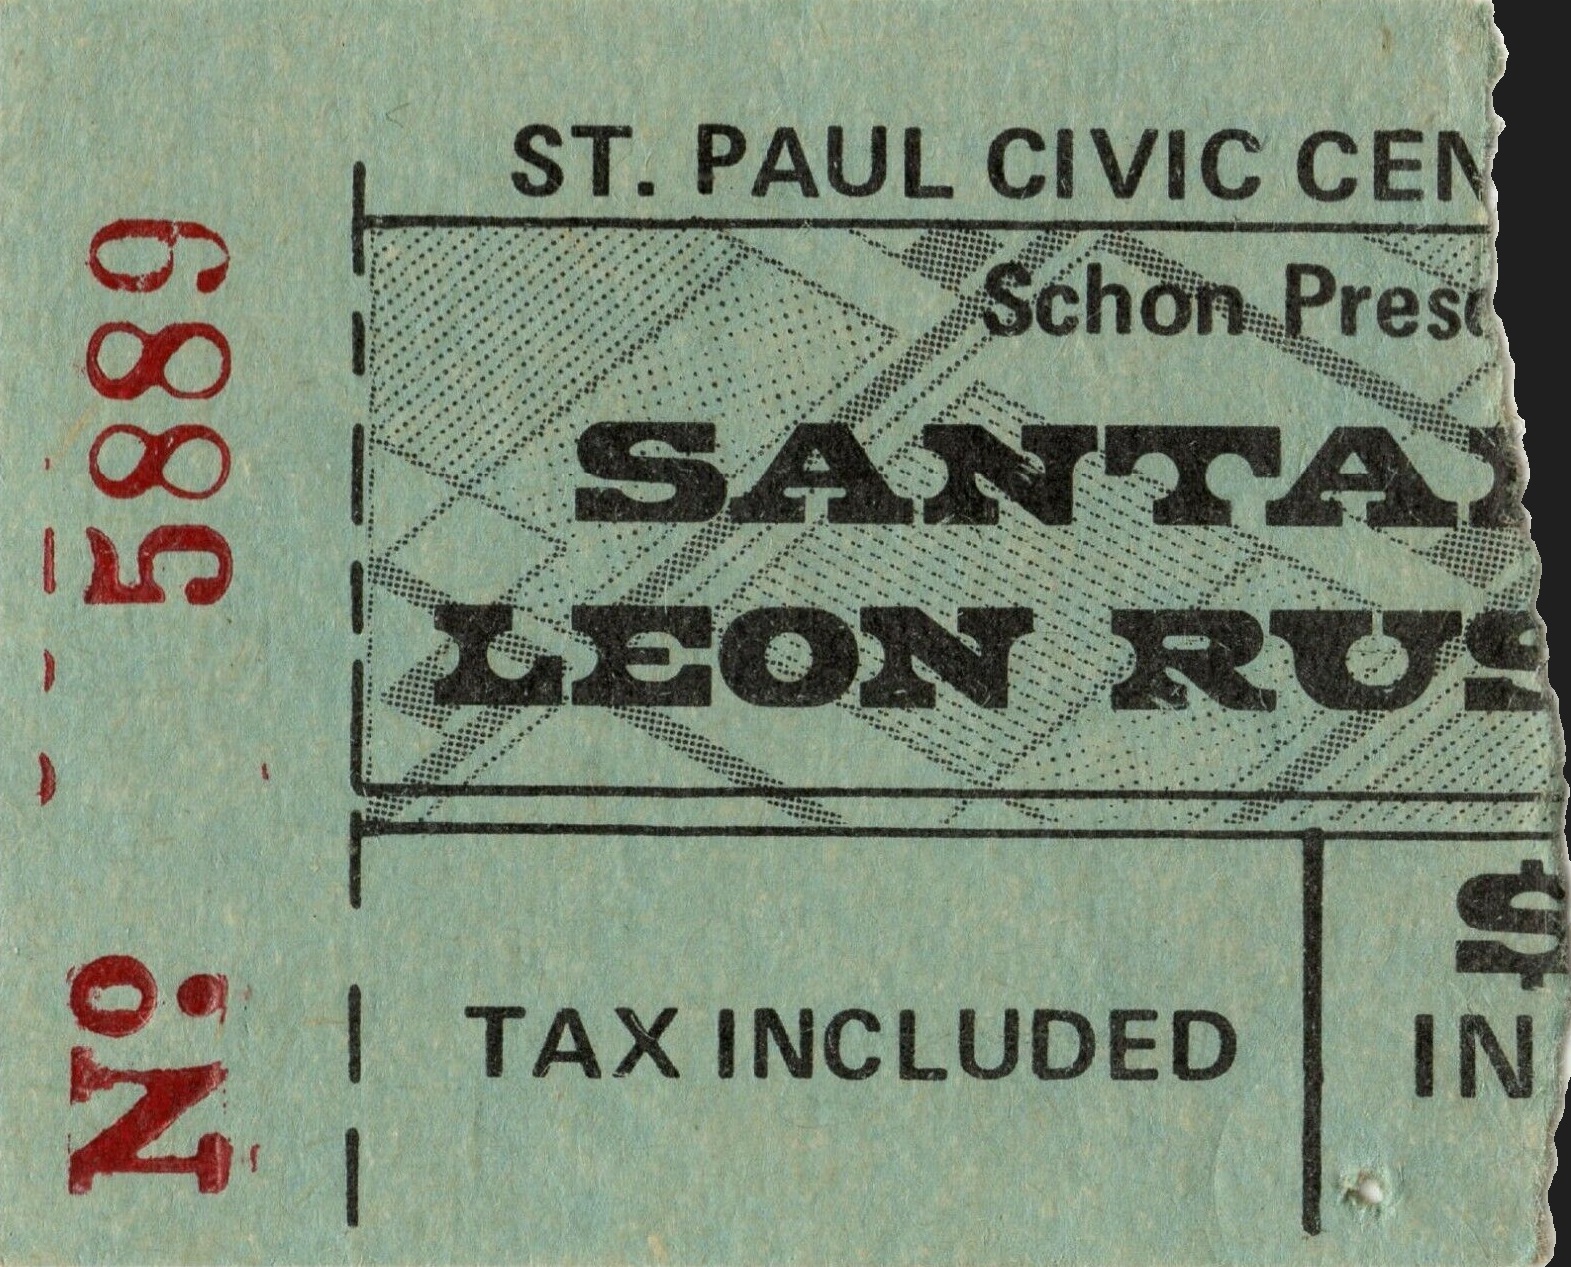 ST. PAUL CIVIC CEN
Schon Prese
SANTA
LEON RUS
TAX INCLUDED
$
IN
No. 5889